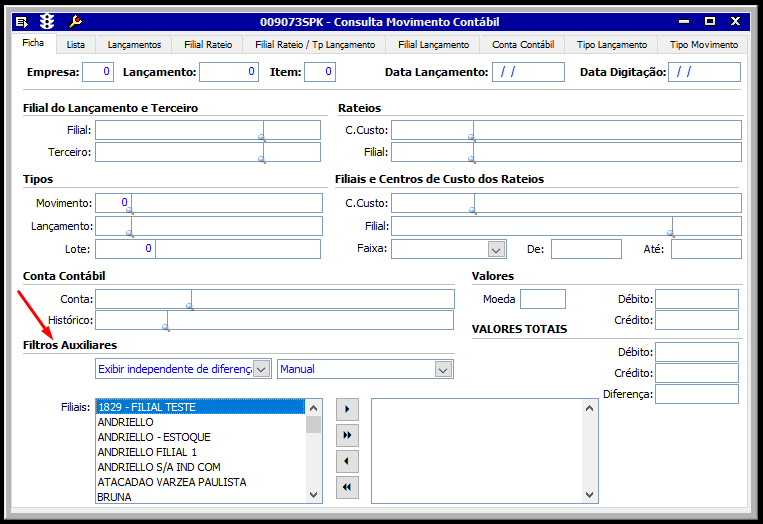 009073SPK - Consulta Movimento Contábil
Ficha Lista Lançamentos Filial Rateio Filial Rateio / Tp Lançamento Filial Lançamento Conta Contábil Tipo Lançamento Tipo Movimento
Empresa: 0 Lançamento: 0 Item: 0 Data Lançamento: / / Data Digitação: / /
Filial do Lançamento e Terceiro Rateios
Filial: C.Custo:
Terceiro: Filial:
Tipos Filiais e Centros de Custo dos Rateios
Movimento: 0 C.Custo:
Lançamento: Filial:
Lote: 0 Faixa: De: Até:
Conta Contábil Valores
Conta: Moeda Débito:
Histórico: Crédito:
VALORES TOTAIS
Filtros Auxiliares
Débito:
Exibir independente de diferenç Manual Crédito:
Diferença:
Filiais: 1829 - FILIAL TESTE
ANDRIELLO
ANDRIELLO - ESTOQUE
ANDRIELLO FILIAL 1
ANDRIELLO S/A IND COM
ATACADAO VARZEA PAULISTA
BRUNA